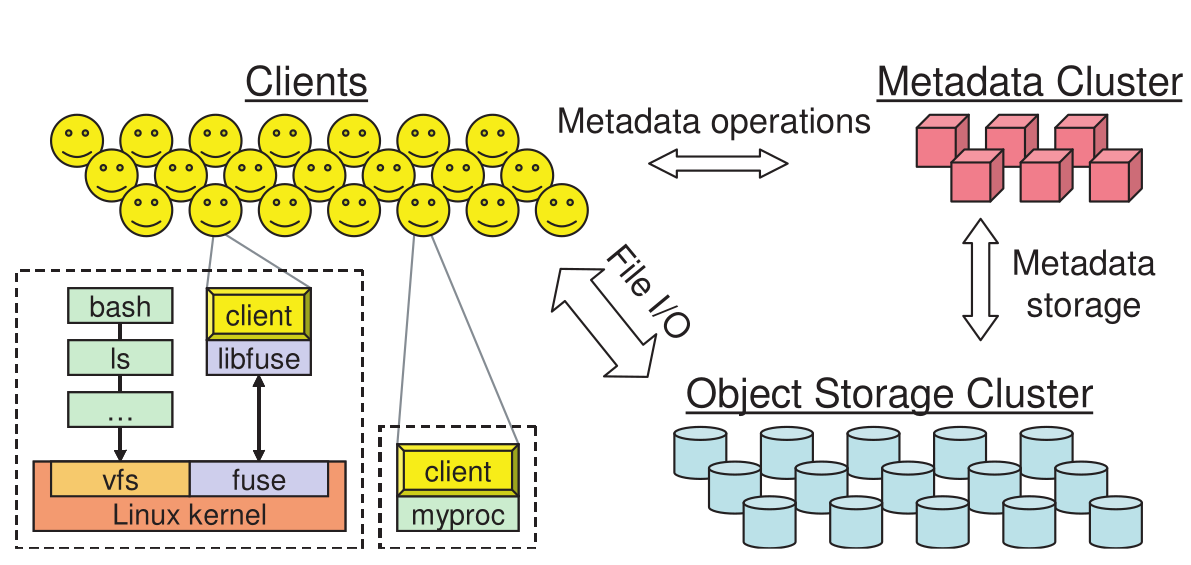 Clients
Metadata operations
Metadata Cluster
File I/O
Metadata
storage
Object Storage Cluster
bash
ls
...
client
libfuse
vfs
fuse
Linux kernel
client
myproc